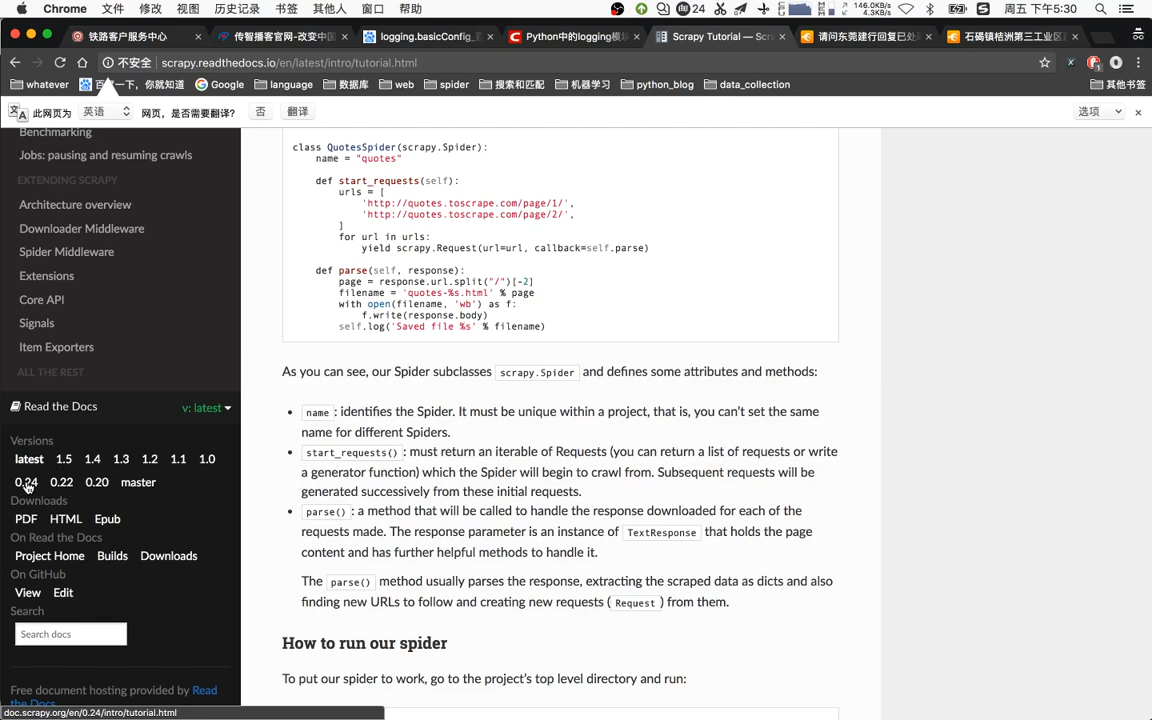 Chrome 文件 修改 视图 历史记录 书签 其他人 窗口 帮助 24 146.0KB/s 4.3KB/s 周五 下午5:30
铁路客户服务中心 × 传智播客官网-改变中国 × logging.basicConfig_ × Python中的logging模块 × Scrapy Tutorial — Scra × 请问东莞建行回复已处 × 石碣镇桔洲第三工业区 ×
不安全 scrapy.readthedocs.io/en/latest/intro/tutorial.html
whatever 百度一下，你就知道 Google language 数据库 web spider 搜索和匹配 机器学习 python_blog data_collection 其他书签
此网页为 英语 网页，是否需要翻译? 否 翻译 选项 ×
Benchmarking
Jobs: pausing and resuming crawls
EXTENDING SCRAPY
Architecture overview
Downloader Middleware
Spider Middleware
Extensions
Core API
Signals
Item Exporters
ALL THE REST
Read the Docs v: latest
Versions
latest 1.5 1.4 1.3 1.2 1.1 1.0
0.24 0.22 0.20 master
Downloads
PDF HTML Epub
On Read the Docs
Project Home Builds Downloads
On GitHub
View Edit
Search
Search docs
Free document hosting provided by Read
the Docs.
doc.scrapy.org/en/0.24/intro/tutorial.html
class QuotesSpider(scrapy.Spider):
name = "quotes"
def start_requests(self):
urls = [
'http://quotes.toscrape.com/page/1/',
'http://quotes.toscrape.com/page/2/',
]
for url in urls:
yield scrapy.Request(url=url, callback=self.parse)
def parse(self, response):
page = response.url.split("/")[-2]
filename = 'quotes-%s.html' % page
with open(filename, 'wb') as f:
f.write(response.body)
self.log('Saved file %s' % filename)
As you can see, our Spider subclasses scrapy.Spider and defines some attributes and methods:
• name : identifies the Spider. It must be unique within a project, that is, you can't set the same
name for different Spiders.
• start_requests() : must return an iterable of Requests (you can return a list of requests or write
a generator function) which the Spider will begin to crawl from. Subsequent requests will be
generated successively from these initial requests.
• parse() : a method that will be called to handle the response downloaded for each of the
requests made. The response parameter is an instance of TextResponse that holds the page
content and has further helpful methods to handle it.
The parse() method usually parses the response, extracting the scraped data as dicts and also
finding new URLs to follow and creating new requests ( Request ) from them.
How to run our spider
To put our spider to work, go to the project's top level directory and run: